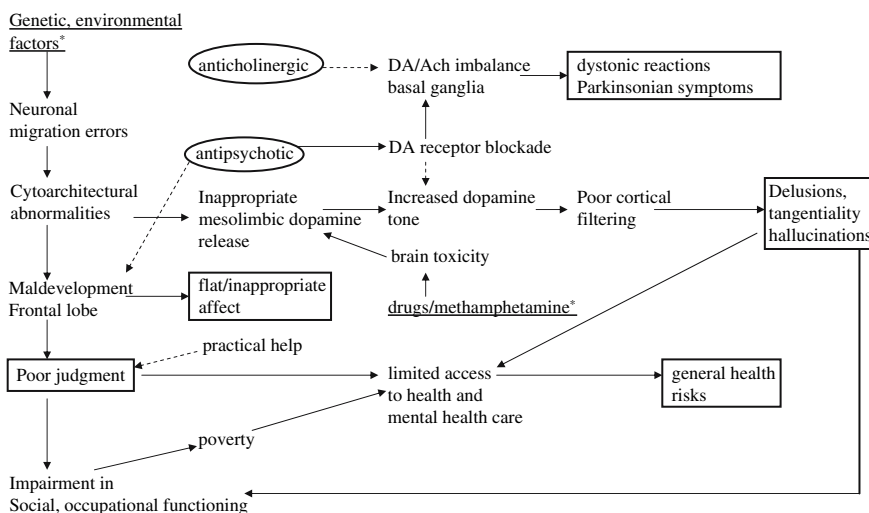 Genetic, environmental
factors*
anticholinergic
DA/Ach imbalance
basal ganglia
dystonic reactions
Parkinsonian symptoms
Neuronal
migration errors
antipsychotic
DA receptor blockade
Cytoarchitectural
abnormalities
Inappropriate
mesolimbic dopamine
release
Increased dopamine
tone
Poor cortical
filtering
Delusions,
tangentiality
hallucinations
brain toxicity
Maldevelopment
Frontal lobe
flat/inappropriate
affect
drugs/methamphetamine*
practical help
Poor judgment
limited access
to health and
mental health care
general health
risks
poverty
Impairment in
Social, occupational functioning